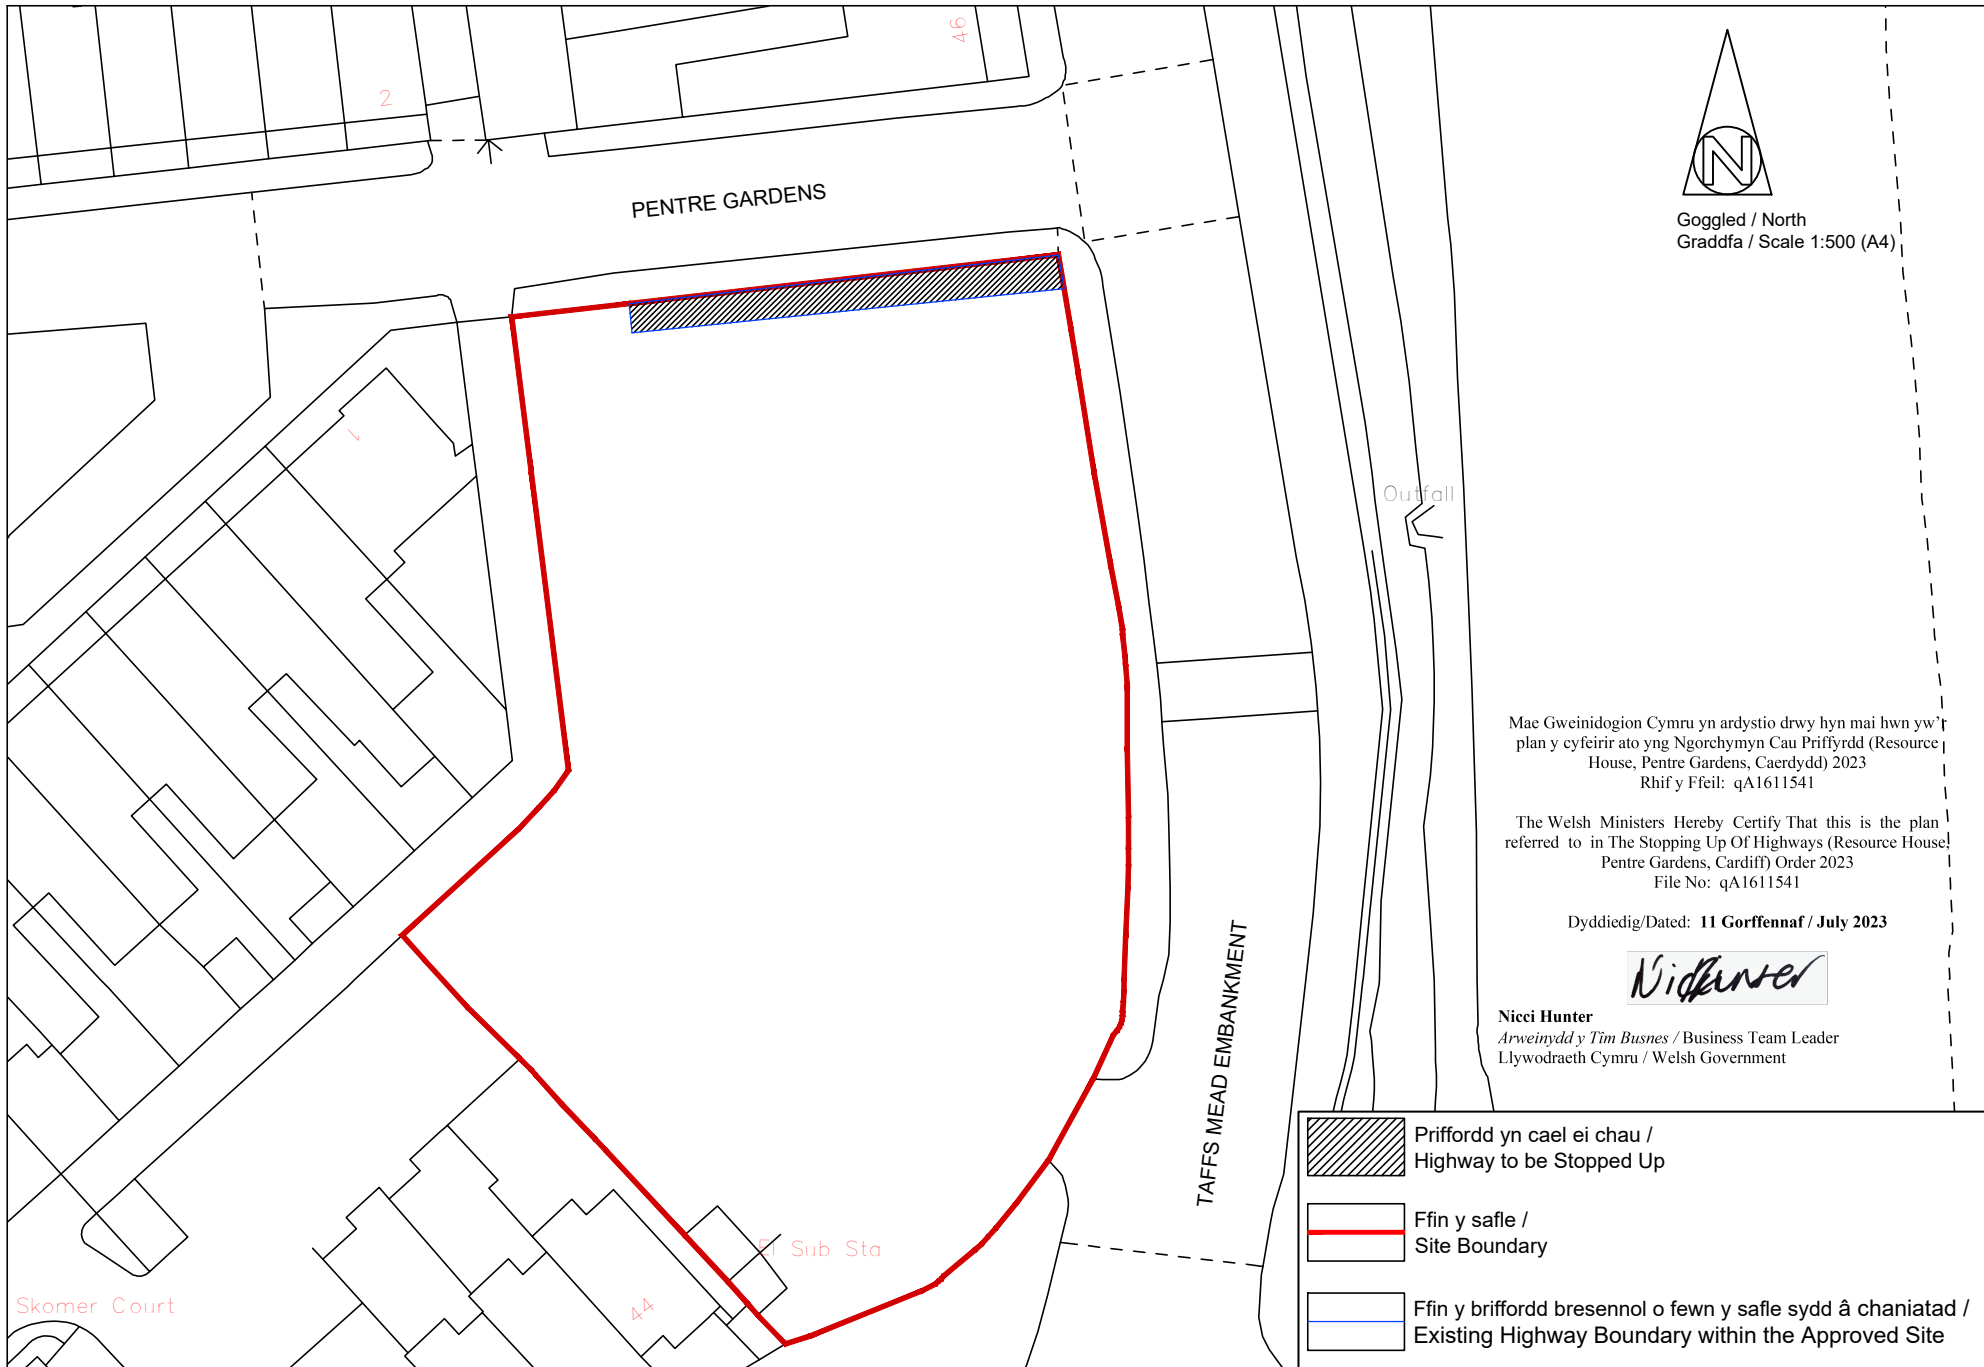 46
2
PENTRE GARDENS
N
Goggled / North
Graddfa / Scale 1:500 (A4)
1
Outfall
Mae Gweinidogion Cymru yn ardystio drwy hyn mai hwn yw'r
plan y cyfeirir ato yng Ngorchymyn Cau Priffyrdd (Resource
House, Pentre Gardens, Caerdydd) 2023
Rhif y Ffeil: qA1611541
The Welsh Ministers Hereby Certify That this is the plan
referred to in The Stopping Up Of Highways (Resource House,
Pentre Gardens, Cardiff) Order 2023
File No: qA1611541
Dyddiedig/Dated: 11 Gorffennaf / July 2023
Nicci Hunter
Arweinydd y Tîm Busnes / Business Team Leader
Llywodraeth Cymru / Welsh Government
TAFFS MEAD EMBANKMENT
El Sub Sta
Skomer Court
44
Priffordd yn cael ei chau /
Highway to be Stopped Up
Ffin y safle /
Site Boundary
Ffin y briffordd bresennol o fewn y safle sydd â chaniatad /
Existing Highway Boundary within the Approved Site